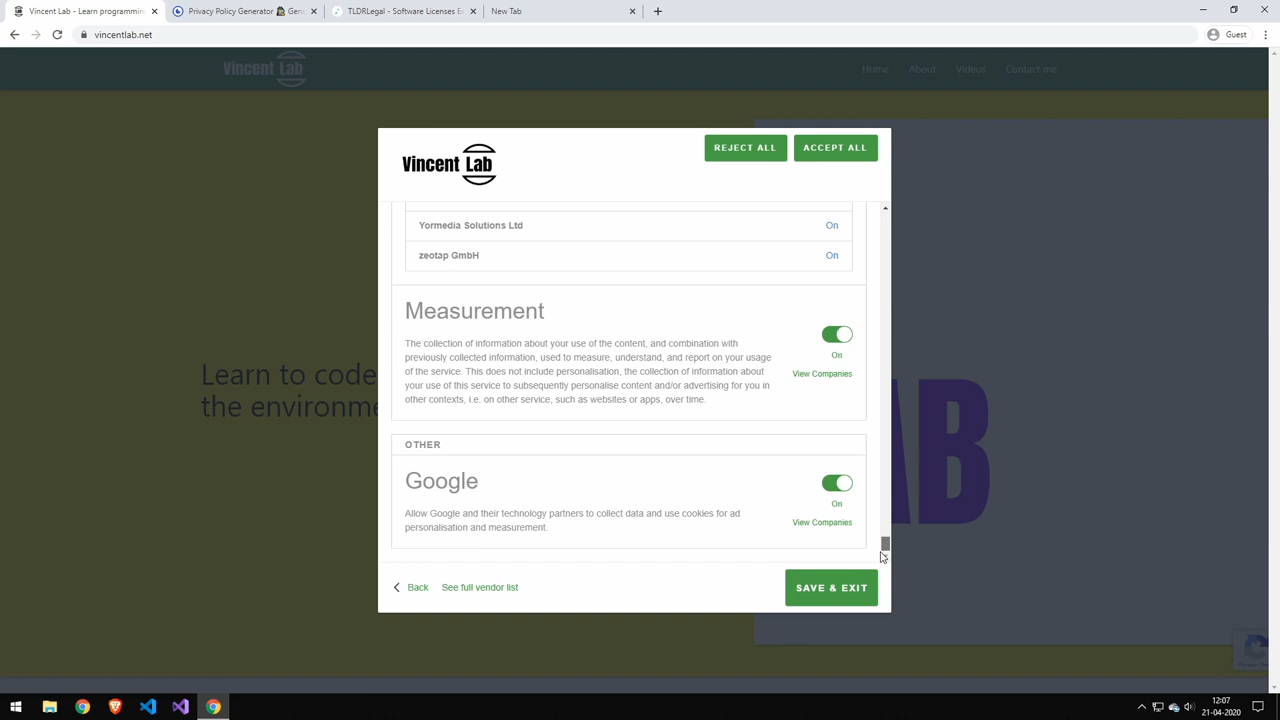 Vincent Lab - Learn programming
Privacy Policy Generator
Gen
TLDRLegal - Software Licenses E
New Tab
vincentlab.net
Guest
Vincent Lab
Home
About
Videos
Contact me
Vincent Lab
REJECT ALL
ACCEPT ALL
Yormedia Solutions Ltd
On
zeotap GmbH
On
Measurement
The collection of information about your use of the content, and combination with
previously collected information, used to measure, understand, and report on your usage
of the service. This does not include personalisation, the collection of information about
your use of this service to subsequently personalise content and/or advertising for you in
other contexts, i.e. on other service, such as websites or apps, over time.
On
View Companies
OTHER
Google
Allow Google and their technology partners to collect data and use cookies for ad
personalisation and measurement.
On
View Companies
Learn to code
the environme
AB
Back
See full vendor list
SAVE & EXIT
12:07
21-04-2020